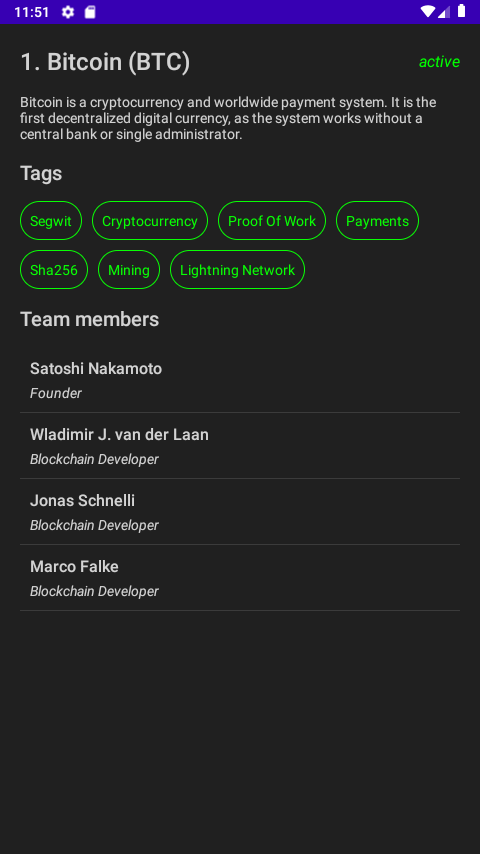 11:51
1. Bitcoin (BTC)
active
Bitcoin is a cryptocurrency and worldwide payment system. It is the
first decentralized digital currency, as the system works without a
central bank or single administrator.
Tags
Segwit Cryptocurrency Proof Of Work Payments
Sha256 Mining Lightning Network
Team members
Satoshi Nakamoto
Founder
Wladimir J. van der Laan
Blockchain Developer
Jonas Schnelli
Blockchain Developer
Marco Falke
Blockchain Developer